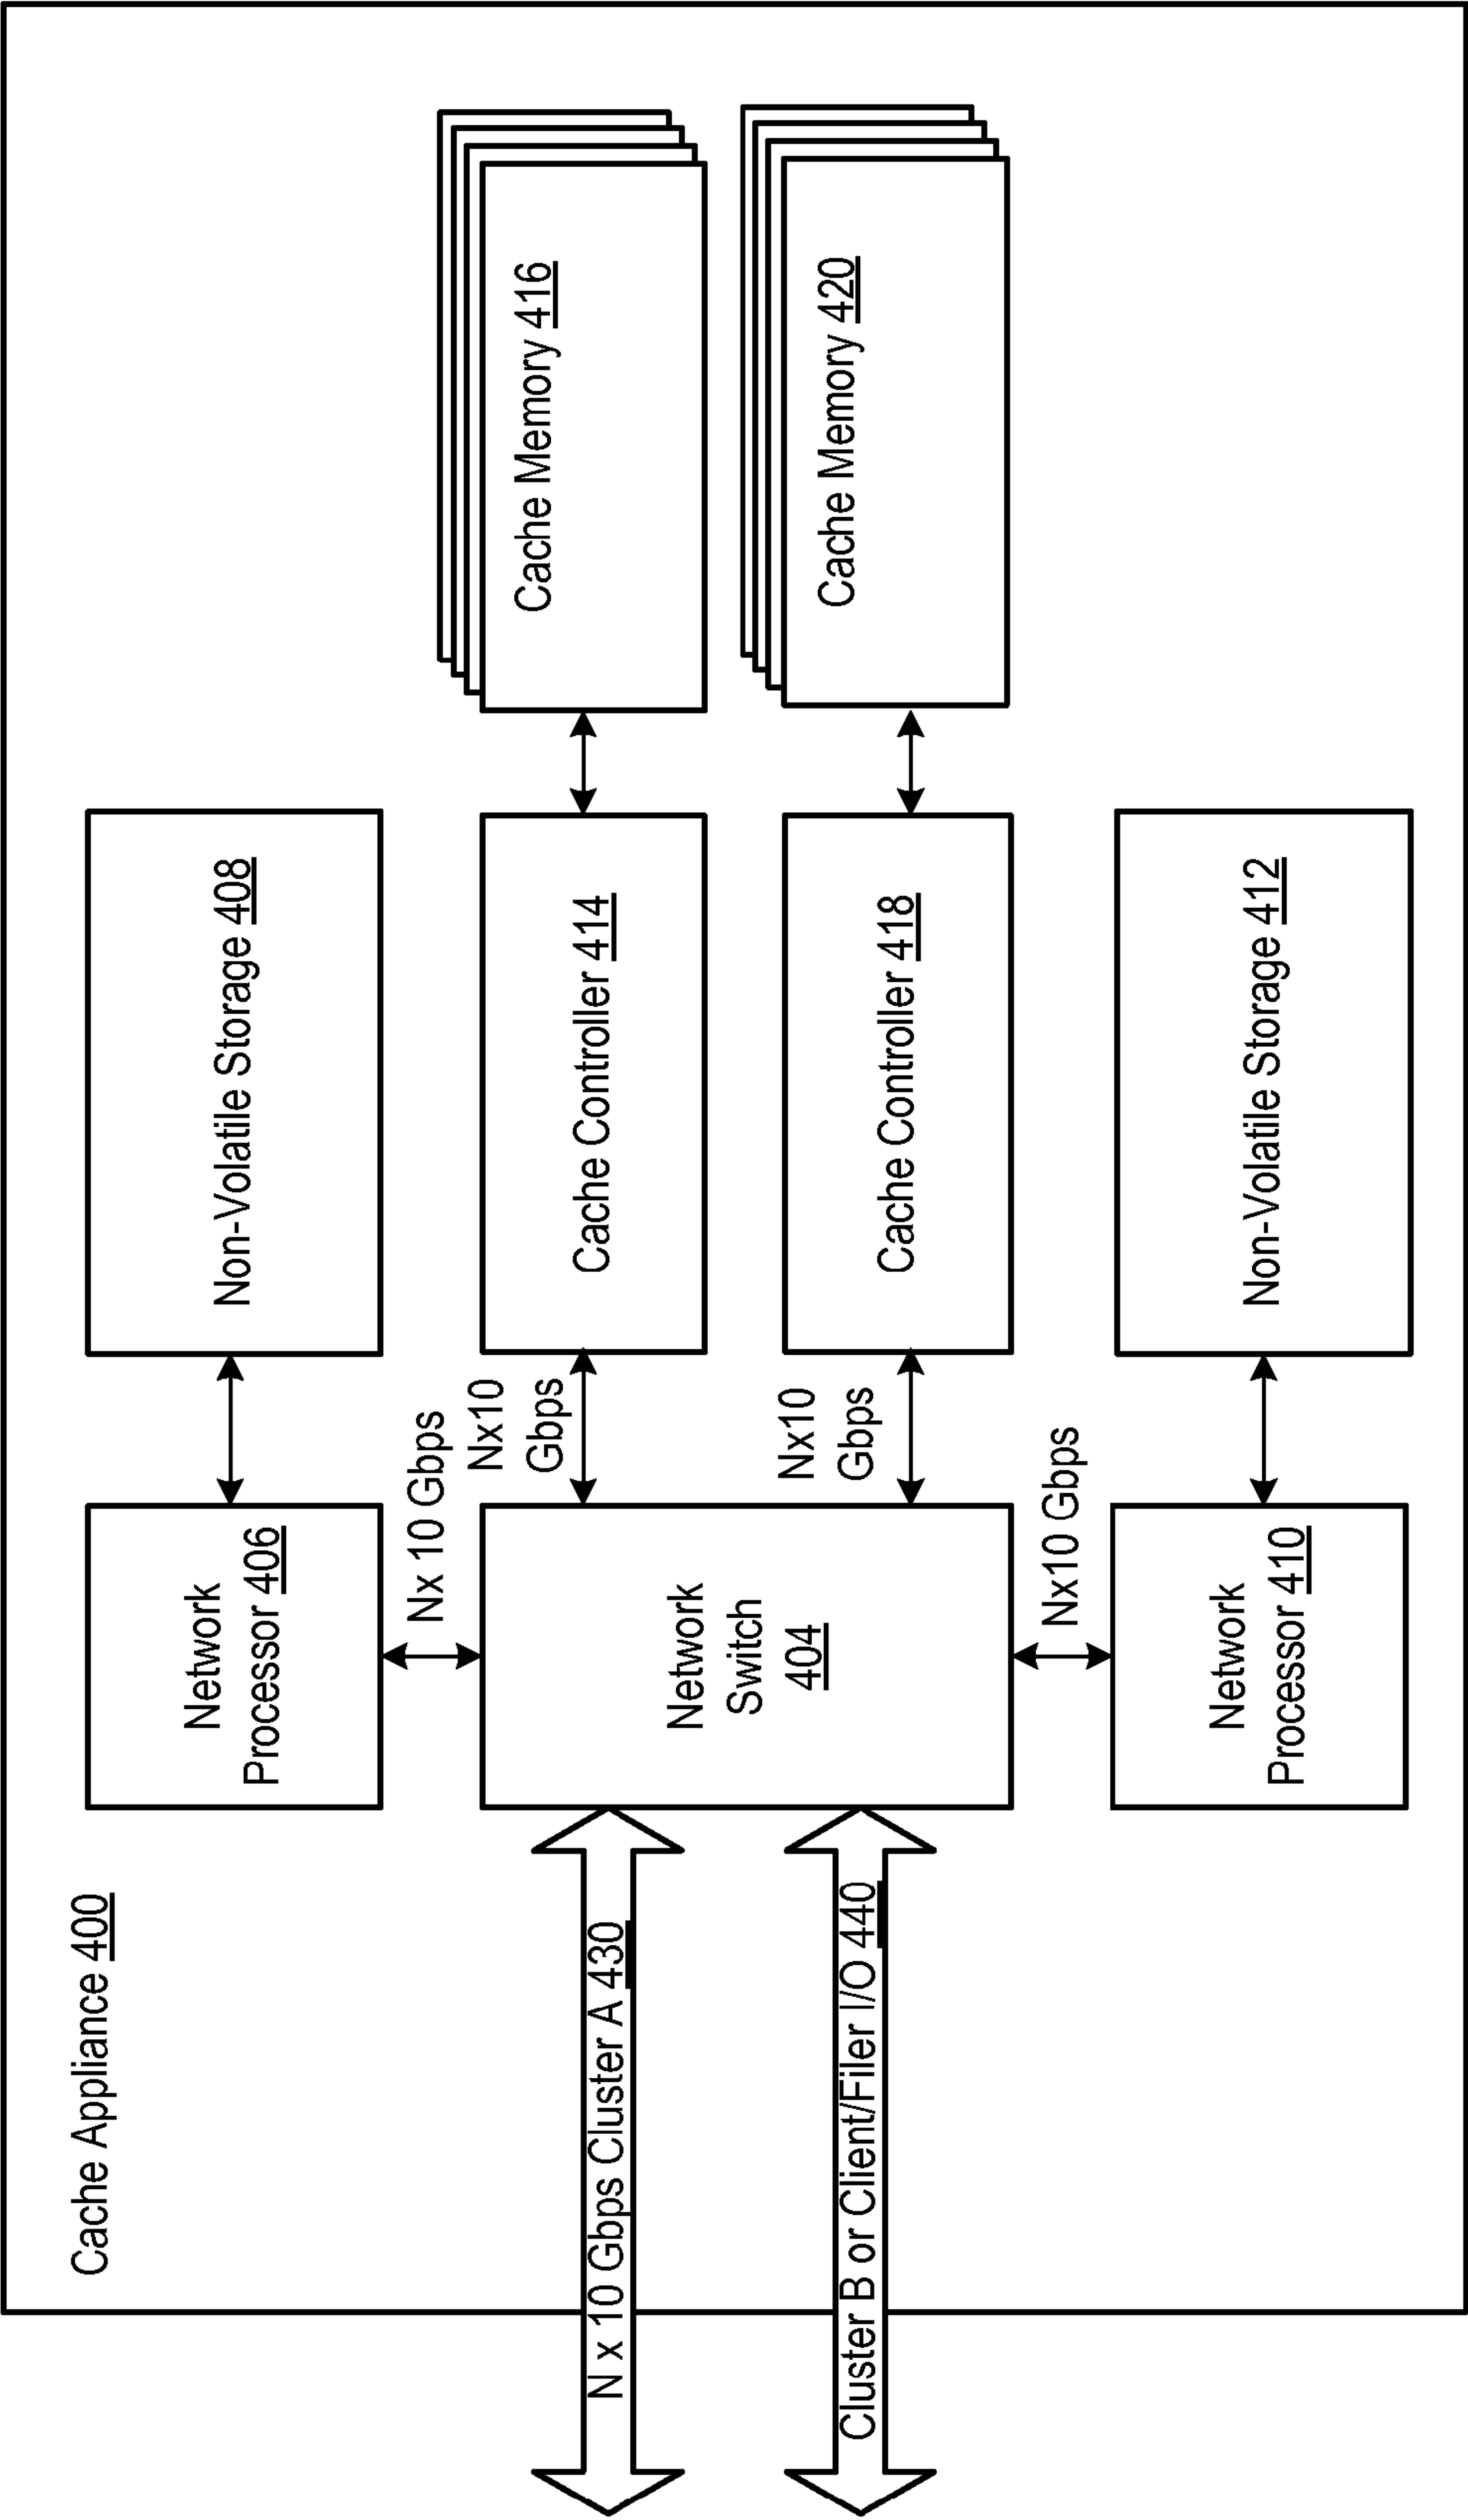 Cache Appliance 400
Network
Processor 406
Non-Volatile Storage 408
Nx 10 Gbps
Nx10
Gbps
Cache Controller 414
Cache Memory 416
N x 10 Gbps Cluster A 430
Network
Switch
404
Cluster B or Client/Filer I/O 440
Nx10
Gbps
Cache Controller 418
Cache Memory 420
Nx10 Gbps
Network
Processor 410
Non-Volatile Storage 412